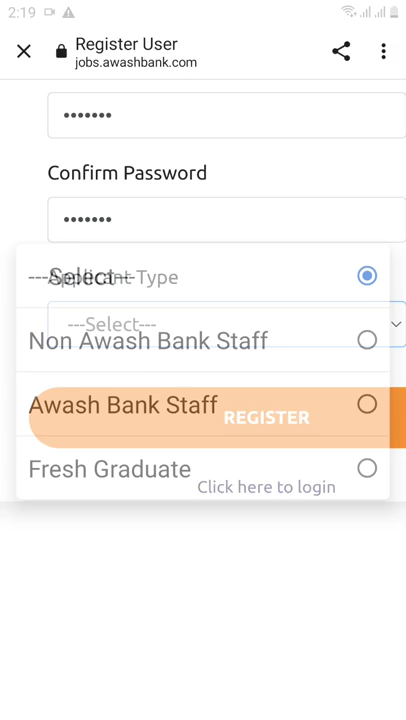 2:19
Register User
jobs.awashbank.com
•••••••
Confirm Password
•••••••
---Select---
Applicant Type
---Select---
Non Awash Bank Staff
Awash Bank Staff
REGISTER
Fresh Graduate
Click here to login